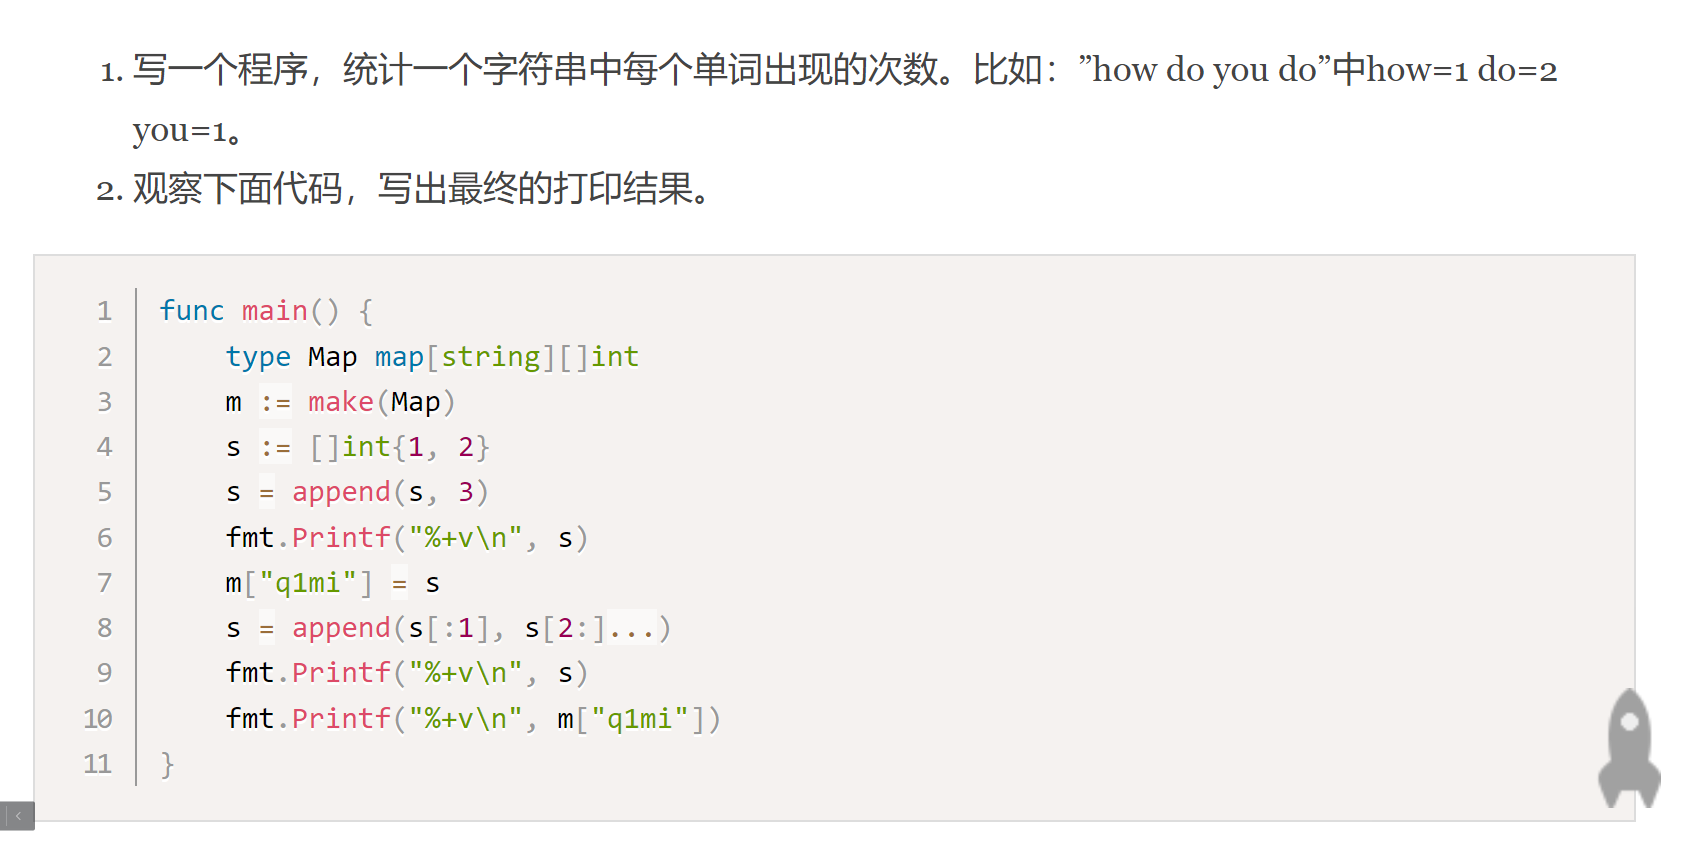 1. 写一个程序，统计一个字符串中每个单词出现的次数。比如：”how do you do”中how=1 do=2
you=1。
2. 观察下面代码，写出最终的打印结果。
1 func main() {
2     type Map map[string][]int
3     m := make(Map)
4     s := []int{1, 2}
5     s = append(s, 3)
6     fmt.Printf("%+v\n", s)
7     m["q1mi"] = s
8     s = append(s[:1], s[2:]...)
9     fmt.Printf("%+v\n", s)
10     fmt.Printf("%+v\n", m["q1mi"])
11 }